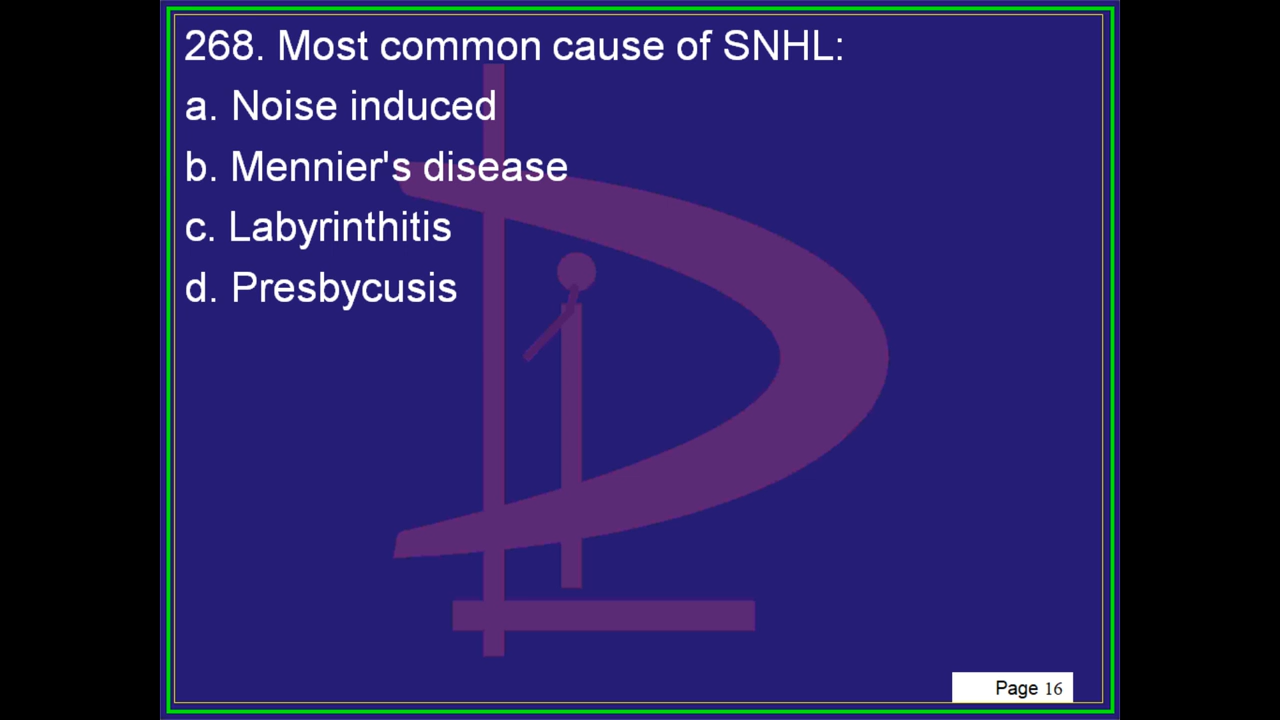 268. Most common cause of SNHL:
a. Noise induced
b. Mennier's disease
c. Labyrinthitis
d. Presbycusis
Page 16